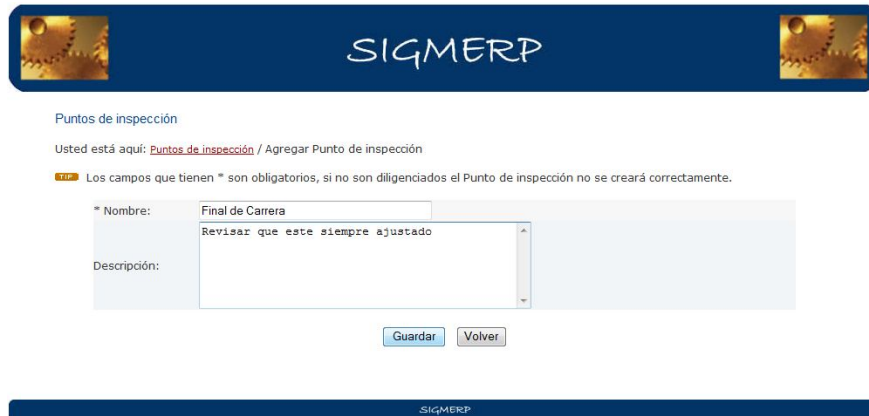 SIGMERP
Puntos de inspección
Usted está aquí: Puntos de inspección / Agregar Punto de inspección
TIP Los campos que tienen * son obligatorios, si no son diligenciados el Punto de inspección no se creará correctamente.
* Nombre: Final de Carrera
Descripción: Revisar que este siempre ajustado
Guardar Volver
SIGMERP